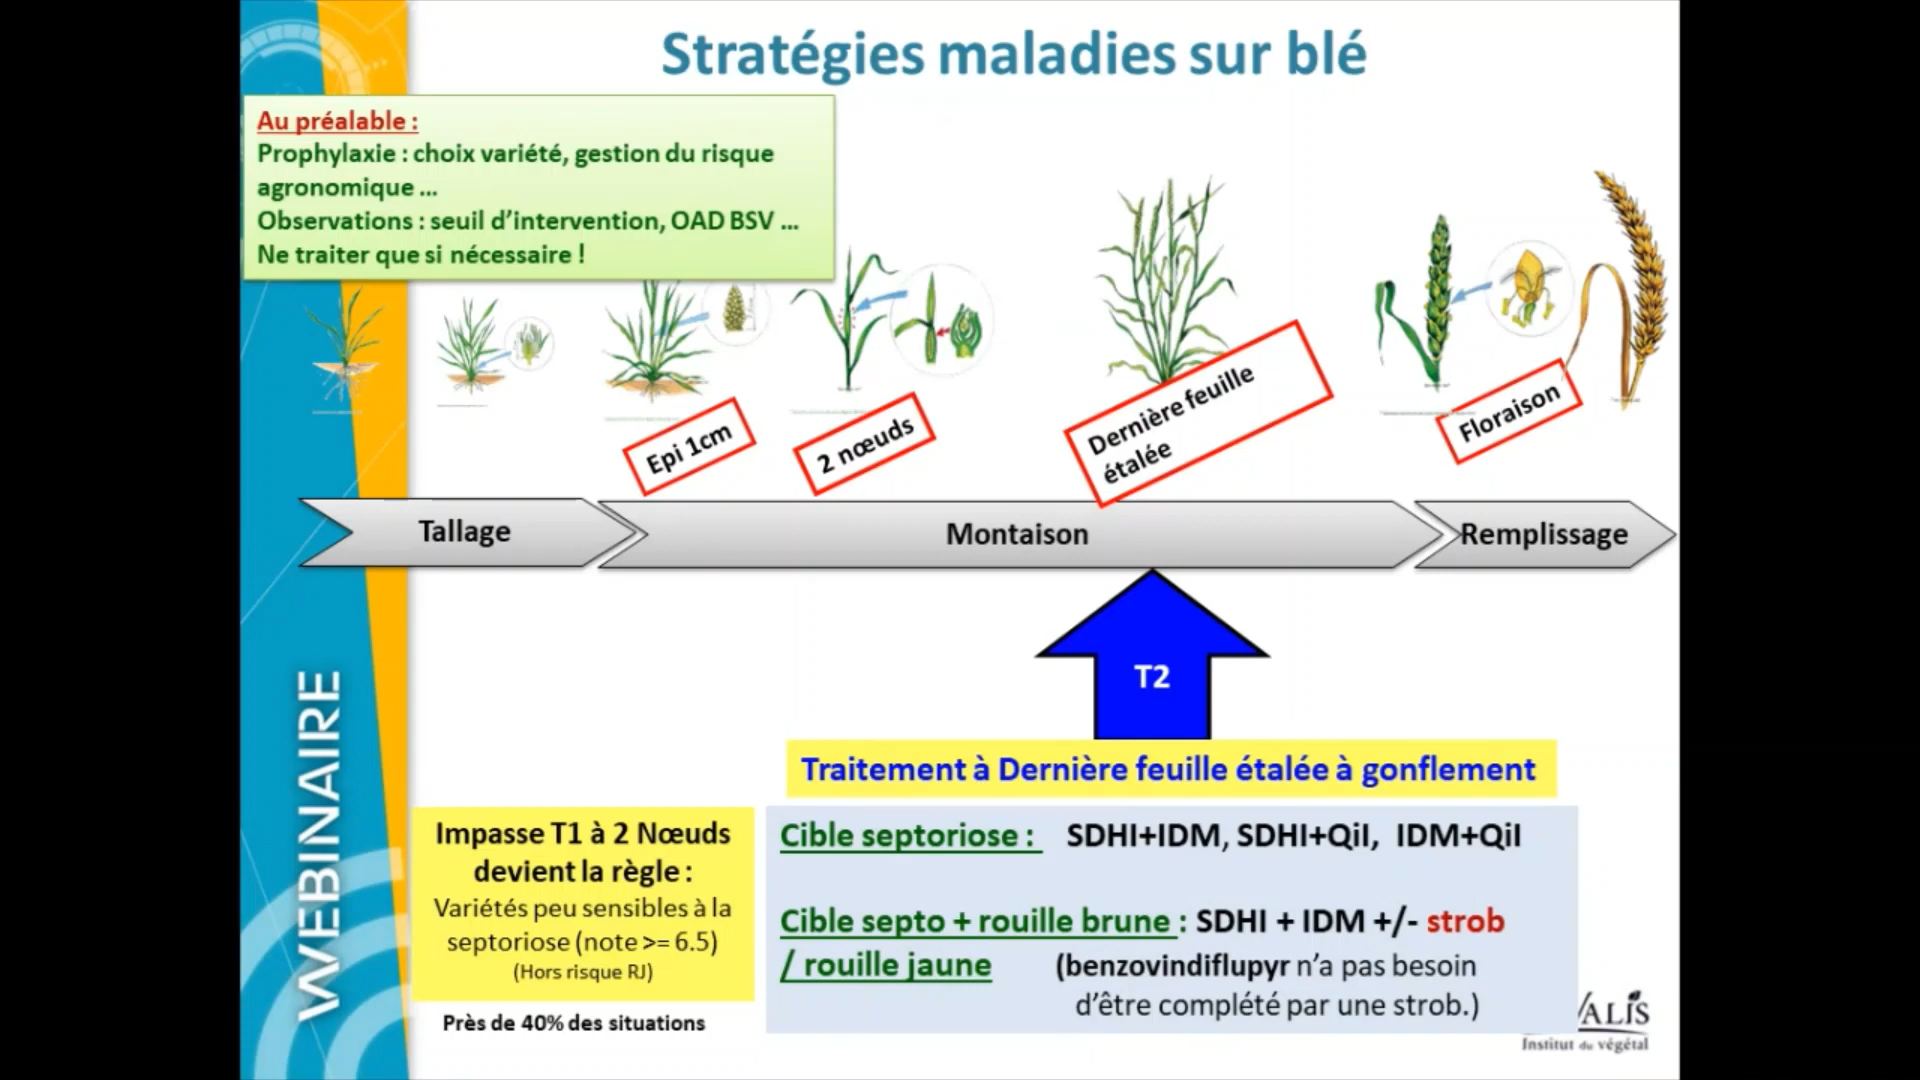 Stratégies maladies sur blé
Au préalable :
Prophylaxie : choix variété, gestion du risque
agronomique ...
Observations : seuil d'intervention, OAD BSV ...
Ne traiter que si nécessaire !
Epi 1cm
2 nœuds
Dernière feuille
étalée
Floraison
Tallage
Montaison
Remplissage
T2
Traitement à Dernière feuille étalée à gonflement
Impasse T1 à 2 Nœuds
devient la règle :
Variétés peu sensibles à la
septoriose (note >= 6.5)
(Hors risque RJ)
Près de 40% des situations
Cible septoriose : SDHI+IDM, SDHI+QiI, IDM+QiI
Cible septo + rouille brune : SDHI + IDM +/- strob
/ rouille jaune (benzovindiflupyr n'a pas besoin
d'être complété par une strob.)
WEBINAIRE
VALIS
Institut du végétal